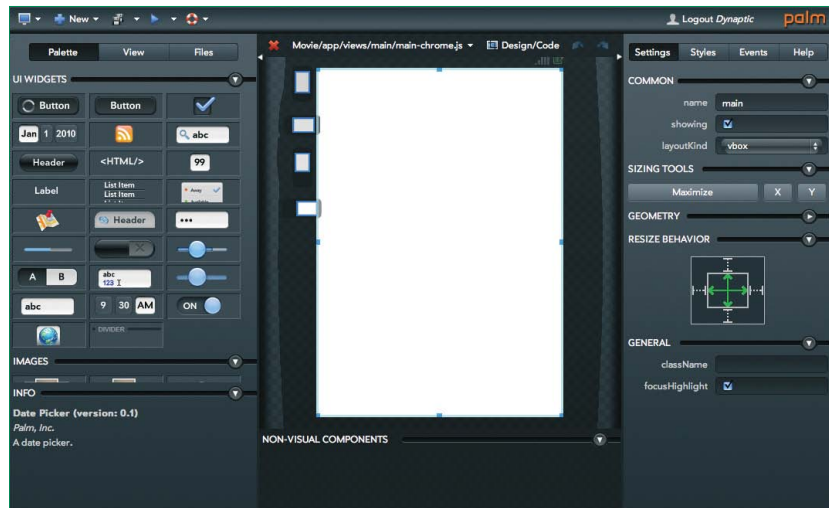 New
Logout Dynaptic
palm
Palette View Files
Movie/app/views/main/main-chrome.js
Design/Code
Settings Styles Events Help
UI WIDGETS
Button Button
Jan 1 2010 abc
Header <HTML/> 99
Label List Item
List Item
Away
Header
A B abc
123
abc 9 30 AM ON
DIVIDER
IMAGES
INFO
Date Picker (version: 0.1)
Palm, Inc.
A date picker.
NON-VISUAL COMPONENTS
COMMON
name main
showing
layoutKind vbox
SIZING TOOLS
Maximize X Y
GEOMETRY
RESIZE BEHAVIOR
GENERAL
className
focusHighlight